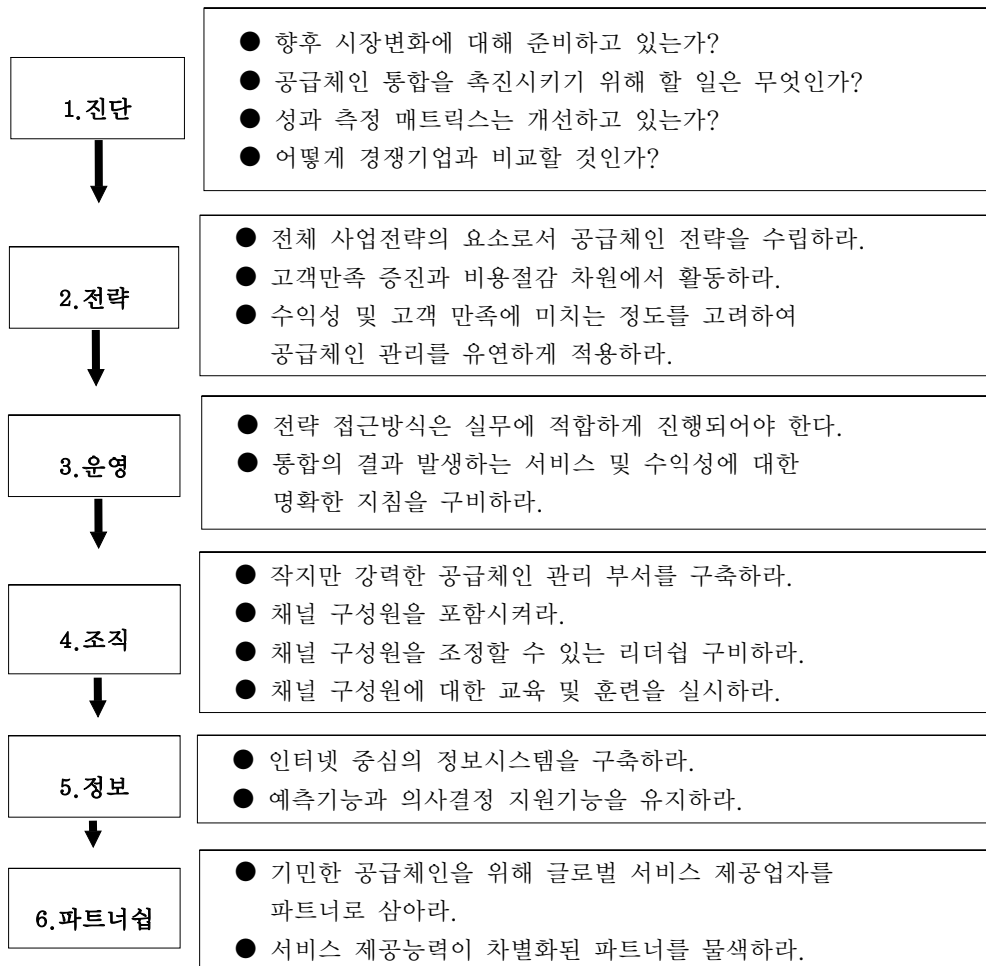 ● 향후 시장변화에 대해 준비하고 있는가?
● 공급체인 통합을 촉진시키기 위해 할 일은 무엇인가?
1.진단
● 성과 측정 매트릭스는 개선하고 있는가?
● 어떻게 경쟁기업과 비교할 것인가?
● 전체 사업전략의 요소로서 공급체인 전략을 수립하라.
● 고객만족 증진과 비용절감 차원에서 활동하라.
2.전략
● 수익성 및 고객 만족에 미치는 정도를 고려하여
공급체인 관리를 유연하게 적용하라.
● 전략 접근방식은 실무에 적합하게 진행되어야 한다.
3.운영
● 통합의 결과 발생하는 서비스 및 수익성에 대한
명확한 지침을 구비하라.
● 작지만 강력한 공급체인 관리 부서를 구축하라.
● 채널 구성원을 포함시켜라.
4.조직
● 채널 구성원을 조정할 수 있는 리더쉽 구비하라.
● 채널 구성원에 대한 교육 및 훈련을 실시하라.
● 인터넷 중심의 정보시스템을 구축하라.
5.정보
● 예측기능과 의사결정 지원기능을 유지하라.
● 기민한 공급체인을 위해 글로벌 서비스 제공업자를
파트너로 삼아라.
6.파트너쉽
● 서비스 제공능력이 차별화된 파트너를 물색하라.